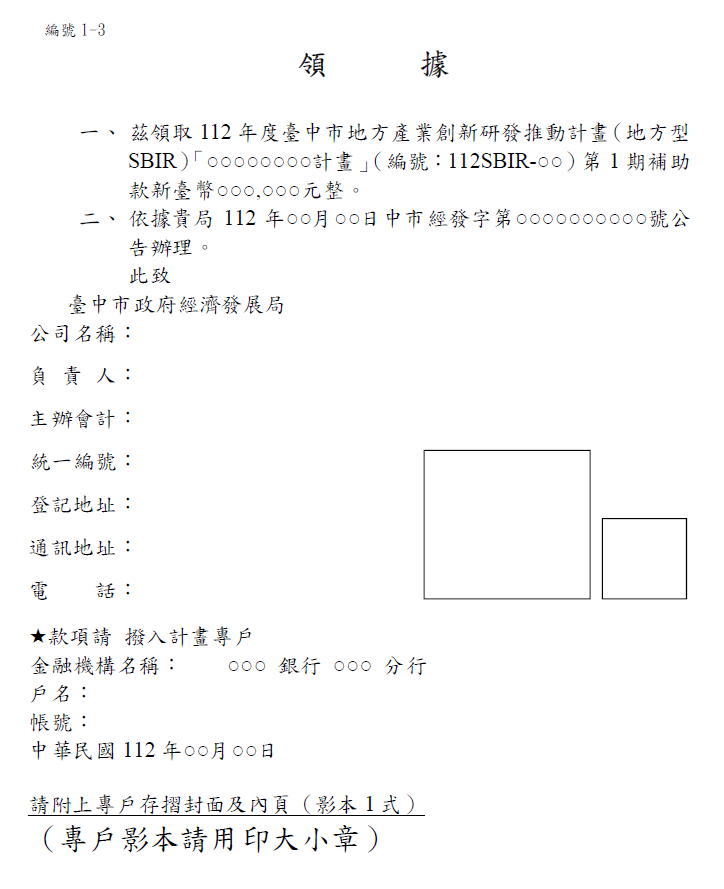 編號 1-3
領 據
一、 茲領取 112 年度臺中市地方產業創新研發推動計畫（地方型
SBIR）「○○○○○○○○計畫」（編號：112SBIR-○○）第 1 期補助
款新臺幣○○○,○○○元整。
二、 依據貴局 112 年○○月○○日中市經發字第○○○○○○○○○○號公
告辦理。
此致
臺中市政府經濟發展局
公司名稱：
負 責 人：
主辦會計：
統一編號：
登記地址：
通訊地址：
電 話：
★款項請 撥入計畫專戶
金融機構名稱： ○○○ 銀行 ○○○ 分行
戶名：
帳號：
中華民國 112 年○○月○○日
請附上專戶存摺封面及內頁（影本 1 式）
（專戶影本請用印大小章）